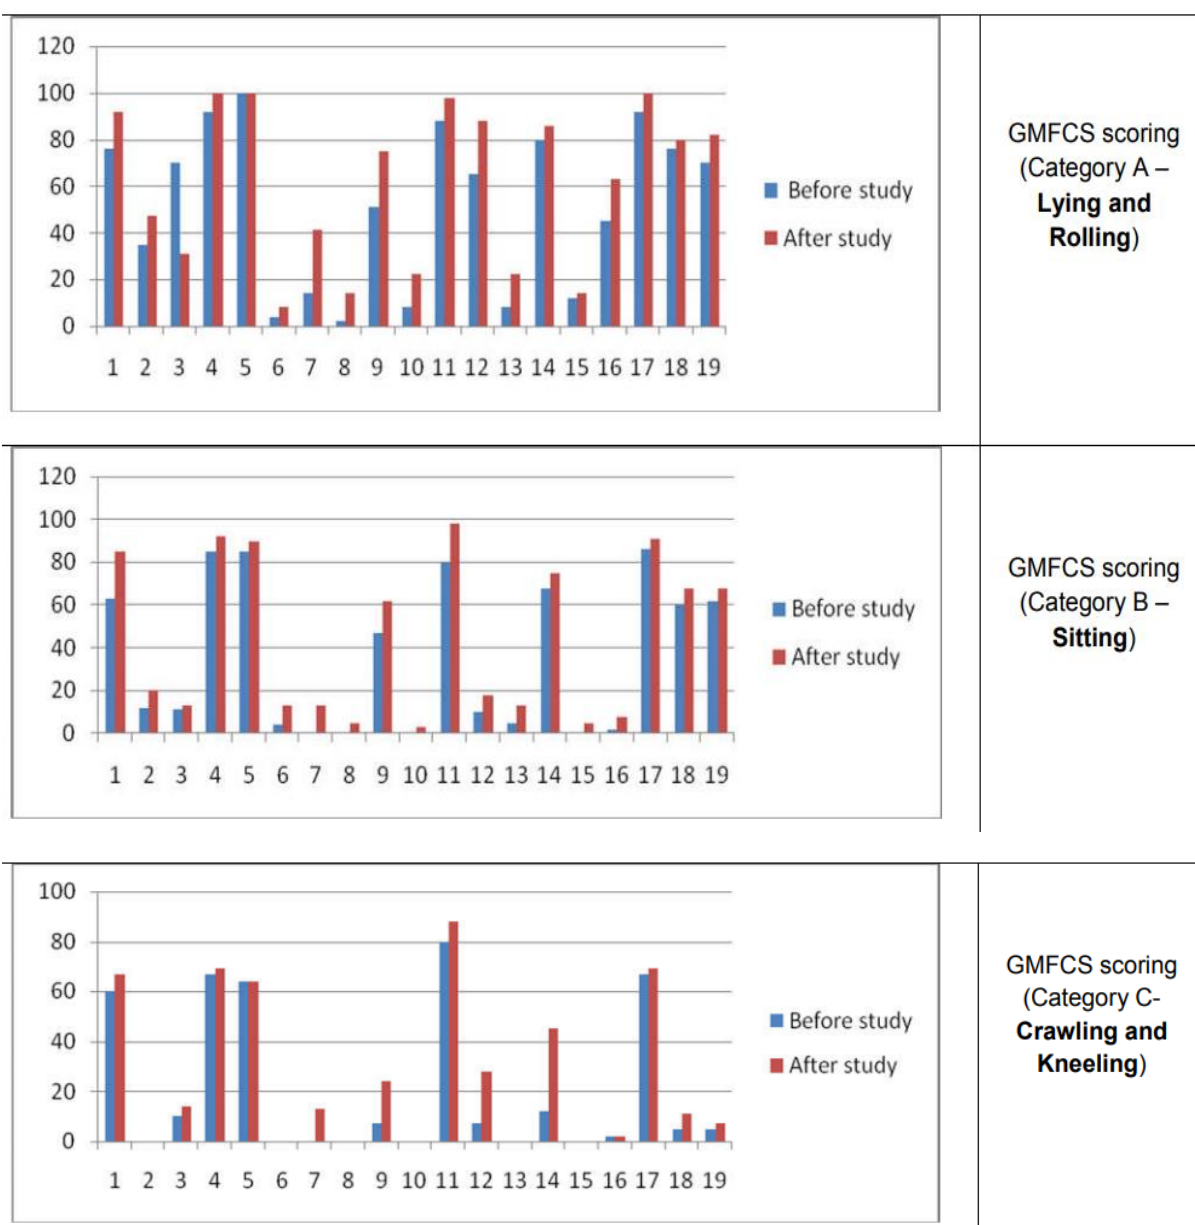 120
100
80
60
40
20
0
1 2 3 4 5 6 7 8 9 10 11 12 13 14 15 16 17 18 19
Before study
After study
GMFCS scoring
(Category A –
Lying and
Rolling)
120
100
80
60
40
20
0
1 2 3 4 5 6 7 8 9 10 11 12 13 14 15 16 17 18 19
Before study
After study
GMFCS scoring
(Category B –
Sitting)
100
80
60
40
20
0
1 2 3 4 5 6 7 8 9 10 11 12 13 14 15 16 17 18 19
Before study
After study
GMFCS scoring
(Category C-
Crawling and
Kneeling)